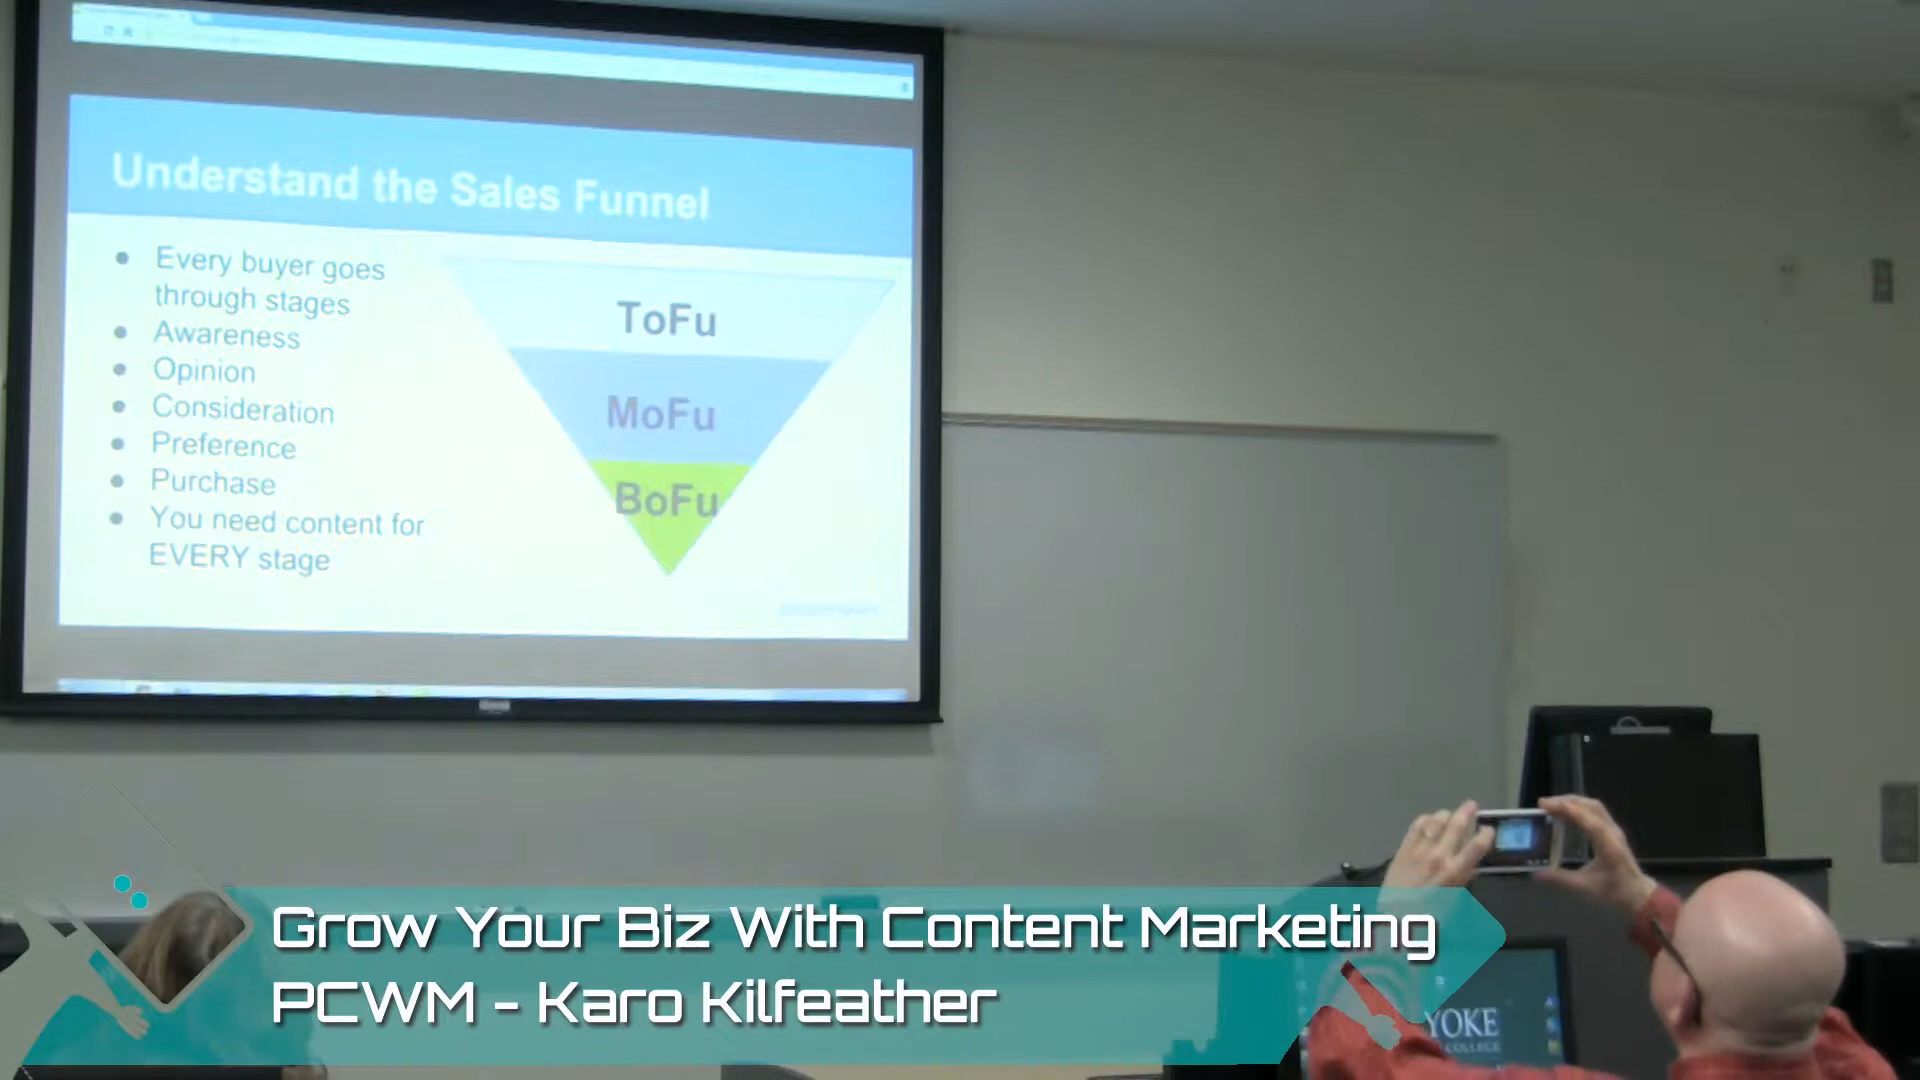 Understand the Sales Funnel
Every buyer goes
through stages
Awareness
Opinion
Consideration
Preference
Purchase
You need content for
EVERY stage
ToFu
MoFu
BoFu
Grow Your Biz With Content Marketing
PCWM - Karo Kilfeather
YOKE
COLLEGE